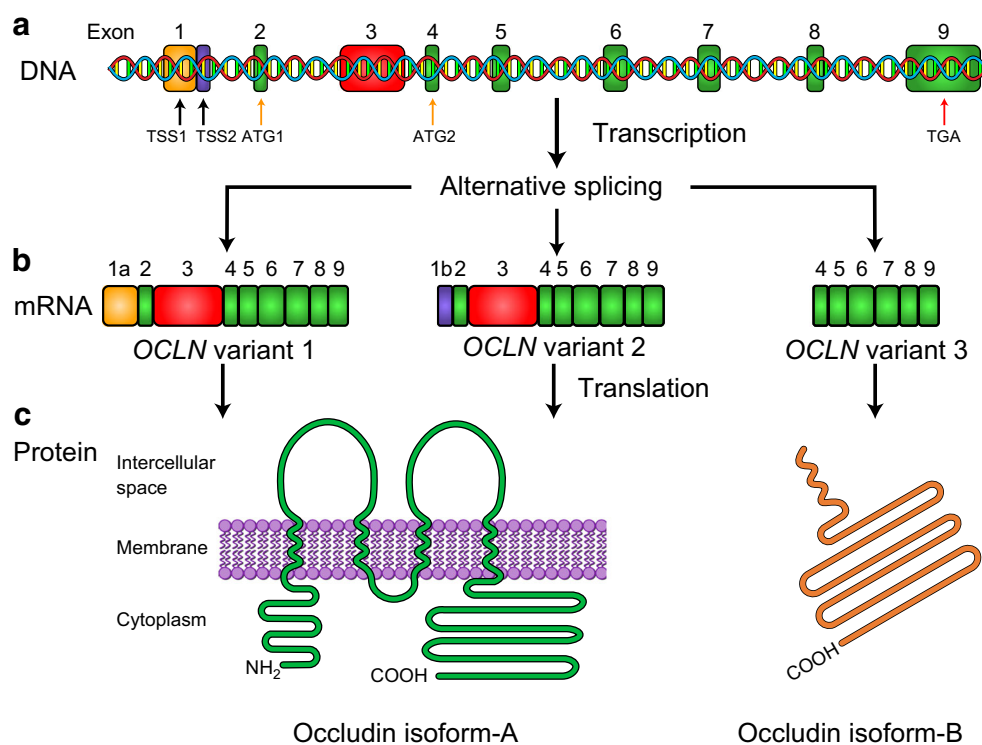 a
Exon 1 2 3 4 5 6 7 8 9
DNA
TSS1 TSS2 ATG1 ATG2 TGA
Transcription
Alternative splicing
b
1a 2 3 4 5 6 7 8 9 1b 2 3 4 5 6 7 8 9 4 5 6 7 8 9
mRNA
OCLN variant 1 OCLN variant 2 OCLN variant 3
Translation
c
Protein
Intercellular
space
Membrane
Cytoplasm
NH2
COOH
COOH
Occludin isoform-A Occludin isoform-B